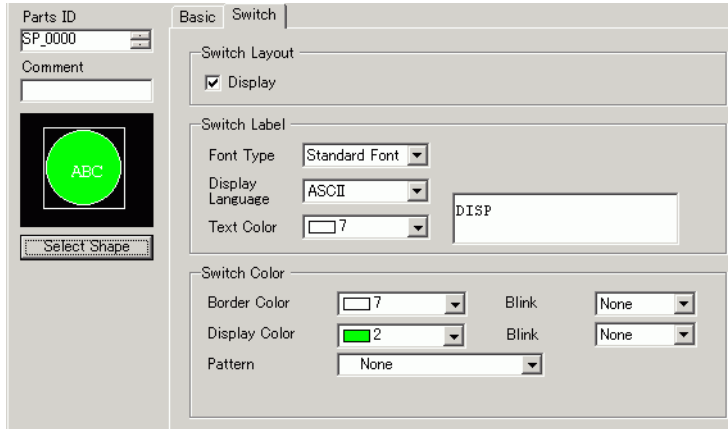 Parts ID
SP_0000
Comment
ABC
Select Shape
Basic Switch
Switch Layout
Display
Switch Label
Font Type Standard Font
Display
Language ASCII
Text Color 7
DISP
Switch Color
Border Color 7 Blink None
Display Color 2 Blink None
Pattern None